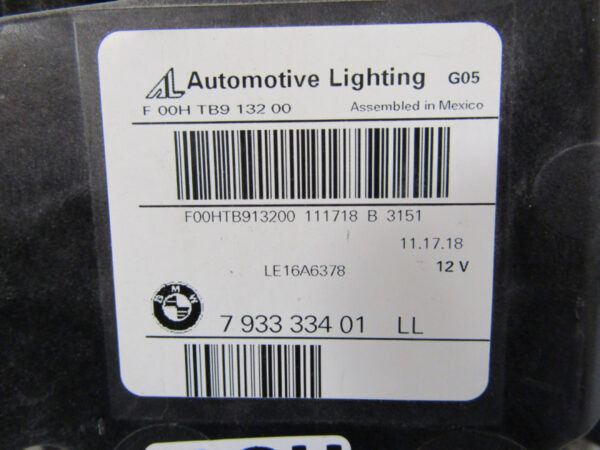 AL Automotive Lighting G05
F 00H TB9 132 00 Assembled in Mexico
F00HTB913200 111718 B 3151
11.17.18
LE16A6378 12 V
BMW
7 933 334 01 LL